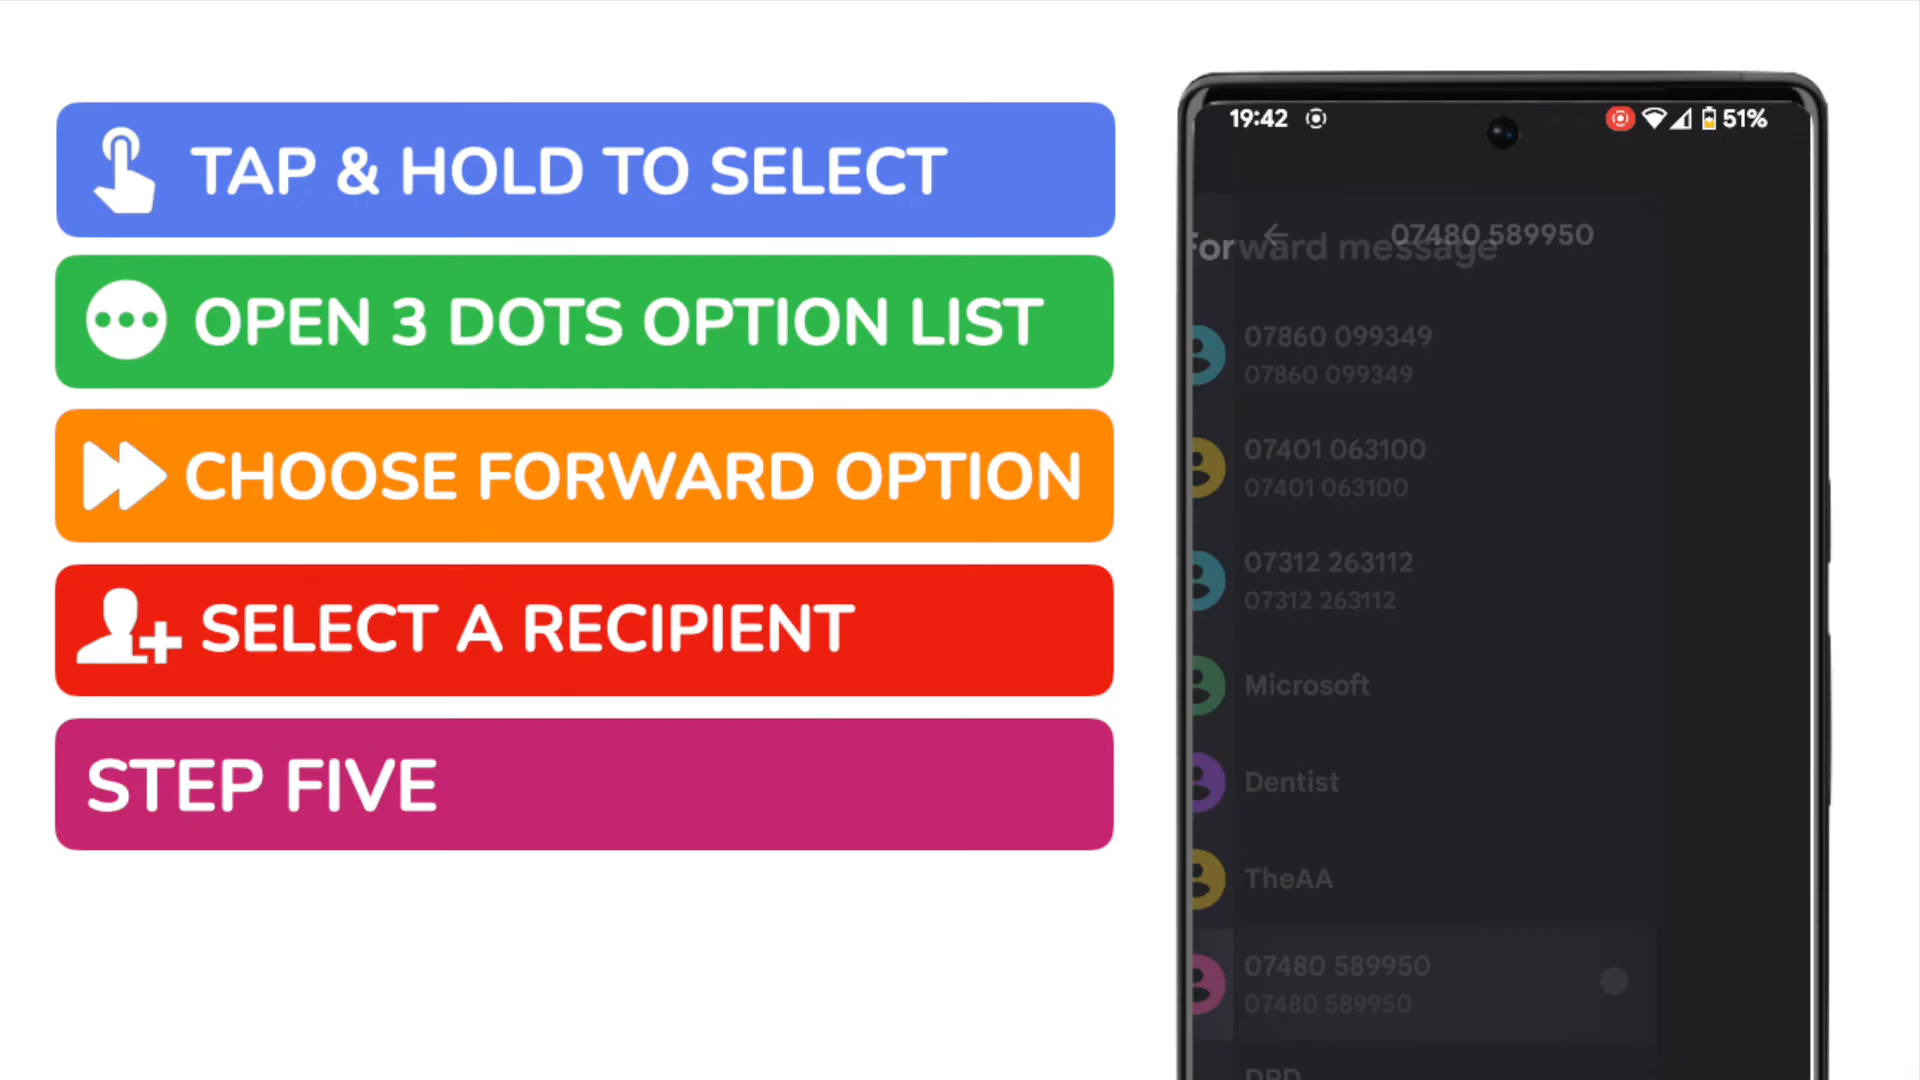 TAP & HOLD TO SELECT
OPEN 3 DOTS OPTION LIST
CHOOSE FORWARD OPTION
SELECT A RECIPIENT
STEP FIVE
19:42
51%
07480 589950
Forward message
07860 099349
07860 099349
07401 063100
07401 063100
07312 263112
07312 263112
Microsoft
Dentist
TheAA
07480 589950
07480 589950
DPD